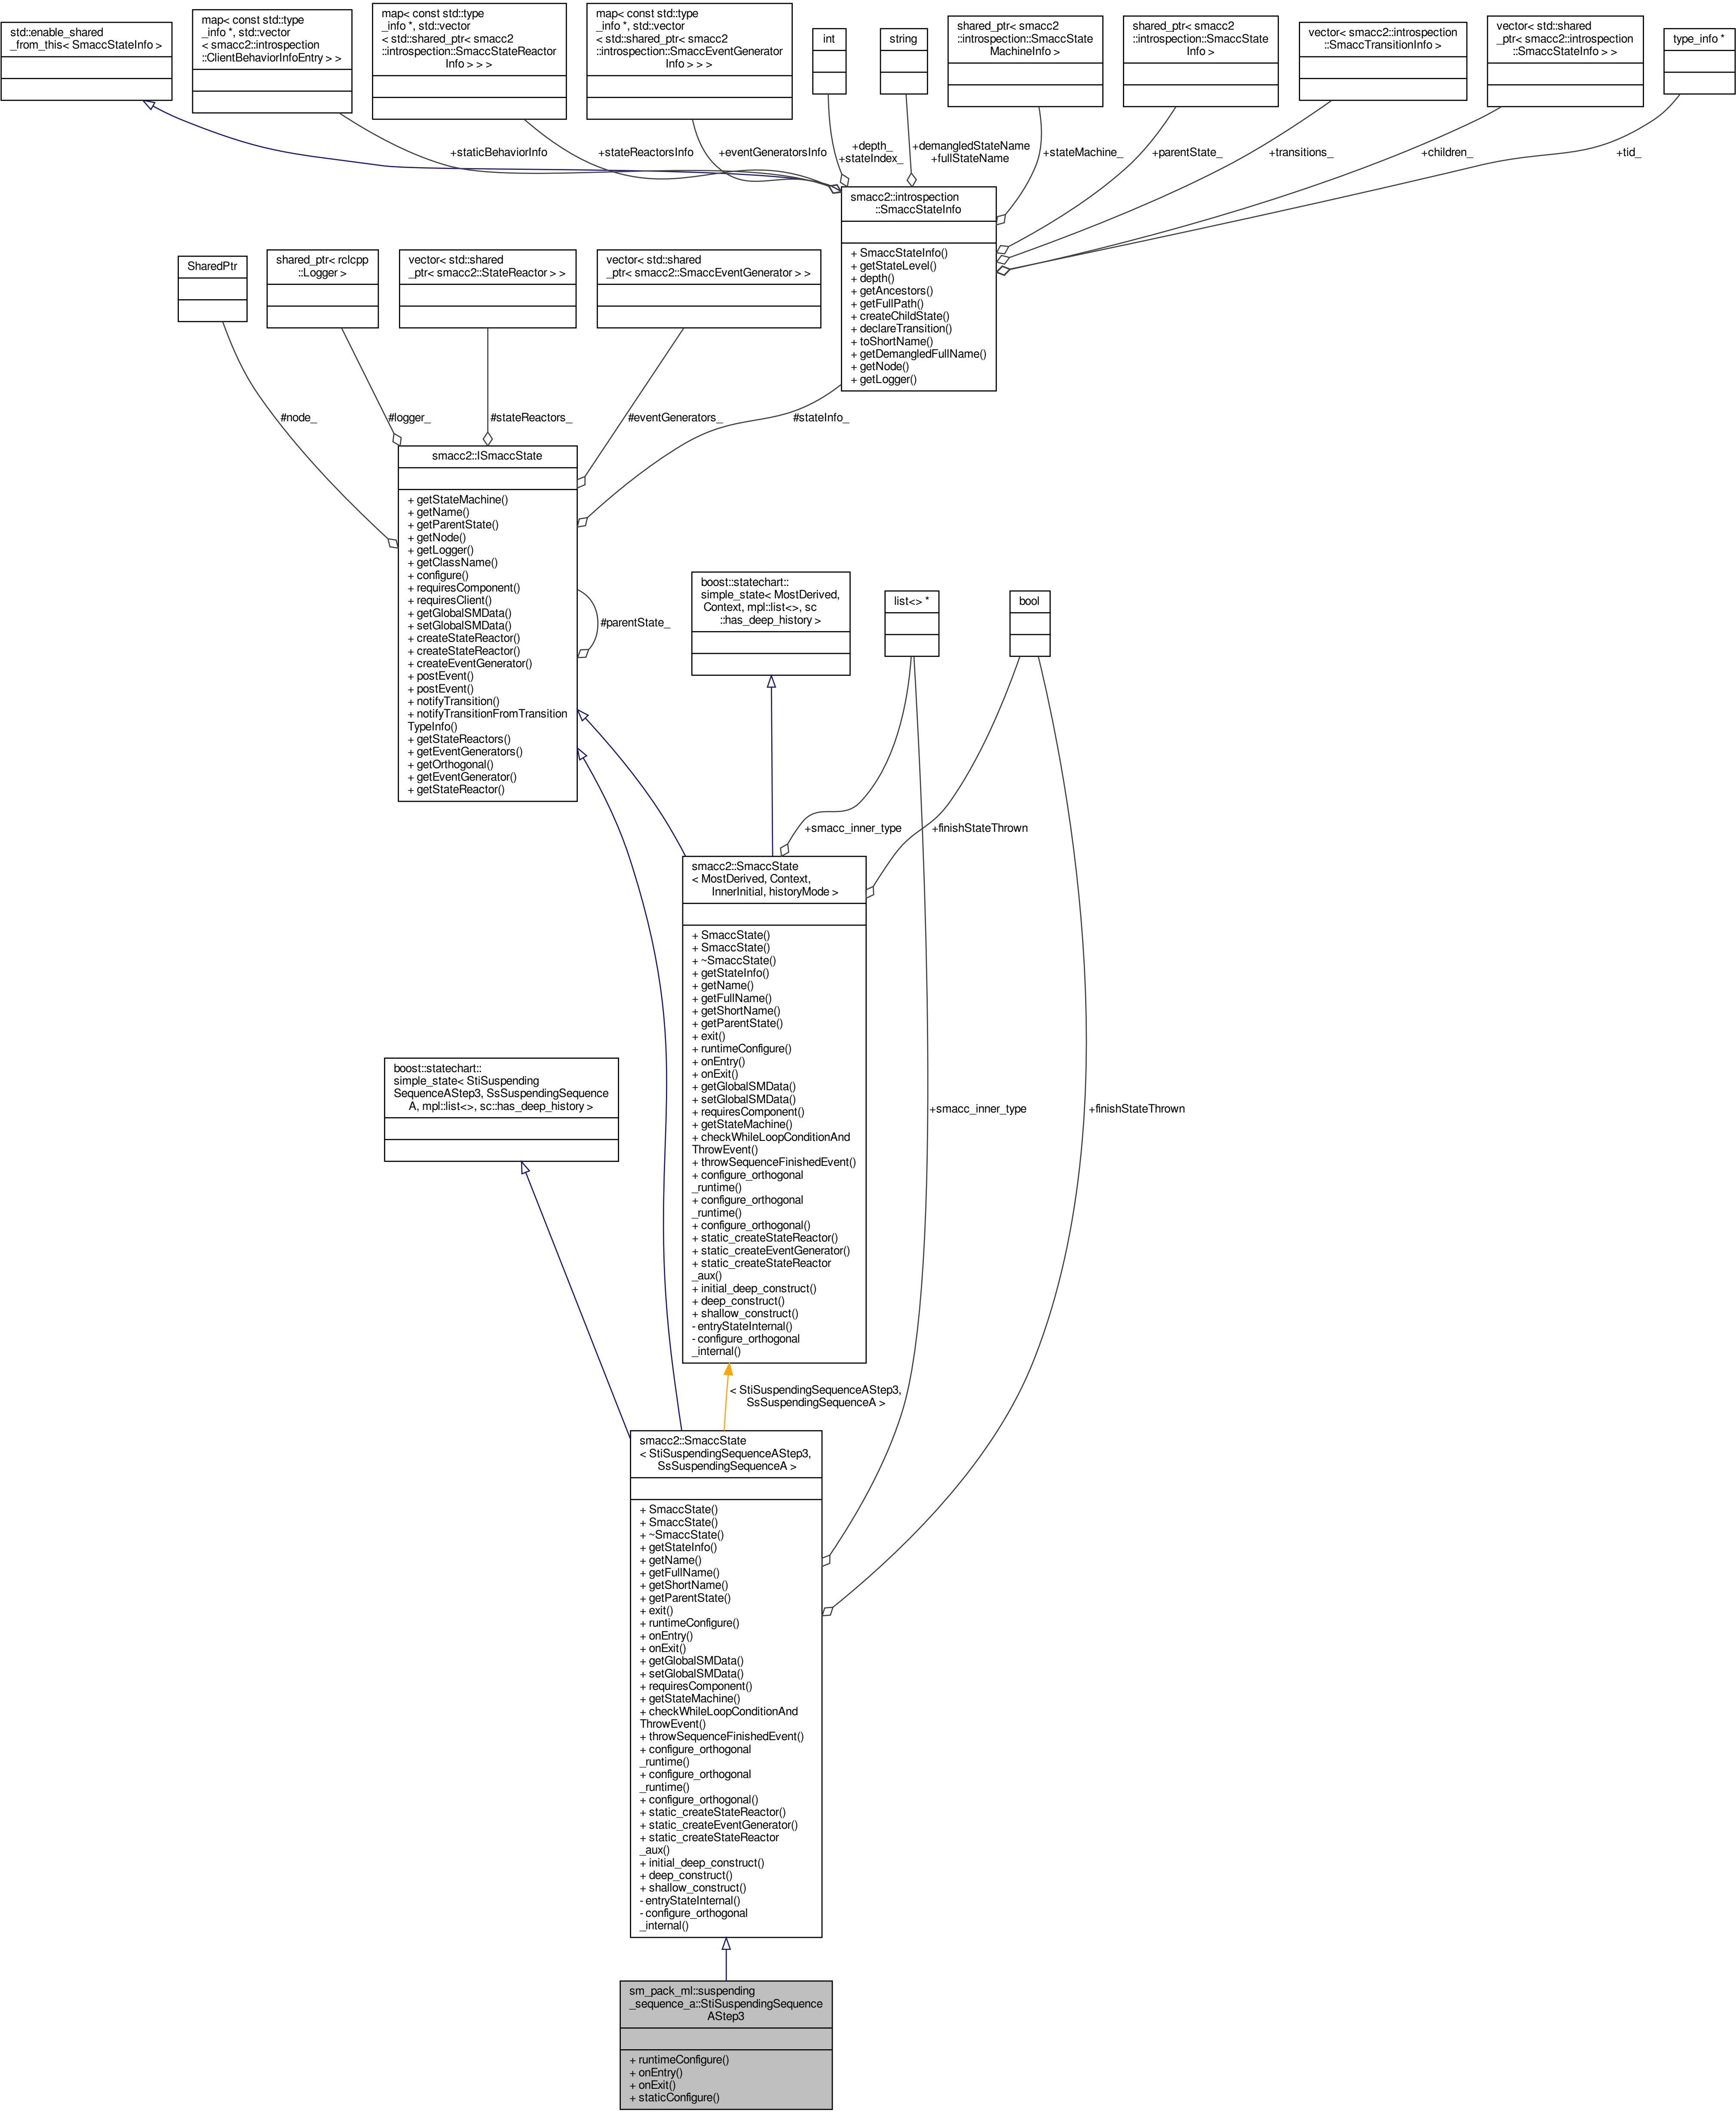 std::enable_shared
_from_this< SmaccStateInfo >
map< const std::type
_info *, std::vector
< smacc2::introspection
::ClientBehaviorInfoEntry > >
map< const std::type
_info *, std::vector
< std::shared_ptr< smacc2
::introspection::SmaccStateReactor
Info > > >
map< const std::type
_info *, std::vector
< std::shared_ptr< smacc2
::introspection::SmaccEventGenerator
Info > > >
int
string
shared_ptr< smacc2
::introspection::SmaccState
MachineInfo >
shared_ptr< smacc2
::introspection::SmaccState
Info >
vector< smacc2::introspection
::SmaccTransitionInfo >
vector< std::shared
_ptr< smacc2::introspection
::SmaccStateInfo > >
type_info *
+staticBehaviorInfo
+stateReactorsInfo
+eventGeneratorsInfo
+depth_
+stateIndex_
+demangledStateName
+fullStateName
+stateMachine_
+parentState_
+transitions_
+children_
+tid_
smacc2::introspection
::SmaccStateInfo
+ SmaccStateInfo()
+ getStateLevel()
+ depth()
+ getAncestors()
+ getFullPath()
+ createChildState()
+ declareTransition()
+ toShortName()
+ getDemangledFullName()
+ getNode()
+ getLogger()
SharedPtr
shared_ptr< rclcpp
::Logger >
vector< std::shared
_ptr< smacc2::StateReactor > >
vector< std::shared
_ptr< smacc2::SmaccEventGenerator > >
#node_
#logger_
#stateReactors_
#eventGenerators_
#stateInfo_
smacc2::ISmaccState
+ getStateMachine()
+ getName()
+ getParentState()
+ getNode()
+ getLogger()
+ getClassName()
+ configure()
+ requiresComponent()
+ requiresClient()
+ getGlobalSMData()
+ setGlobalSMData()
+ createStateReactor()
+ createStateReactor()
+ createEventGenerator()
+ postEvent()
+ postEvent()
+ notifyTransition()
+ notifyTransitionFromTransition
TypeInfo()
+ getStateReactors()
+ getEventGenerators()
+ getOrthogonal()
+ getEventGenerator()
+ getStateReactor()
#parentState_
boost::statechart::
simple_state< MostDerived,
Context, mpl::list<>, sc
::has_deep_history >
list<> *
bool
+smacc_inner_type
+finishStateThrown
smacc2::SmaccState
< MostDerived, Context,
InnerInitial, historyMode >
+ SmaccState()
+ SmaccState()
+ ~SmaccState()
+ getStateInfo()
+ getName()
+ getFullName()
+ getShortName()
+ getParentState()
+ exit()
+ runtimeConfigure()
+ onEntry()
+ onExit()
+ getGlobalSMData()
+ setGlobalSMData()
+ requiresComponent()
+ getStateMachine()
+ checkWhileLoopConditionAnd
ThrowEvent()
+ throwSequenceFinishedEvent()
+ configure_orthogonal
_runtime()
+ configure_orthogonal
_runtime()
+ configure_orthogonal()
+ static_createStateReactor()
+ static_createEventGenerator()
+ static_createStateReactor
_aux()
+ initial_deep_construct()
+ deep_construct()
+ shallow_construct()
- entryStateInternal()
- configure_orthogonal
_internal()
boost::statechart::
simple_state< StiSuspending
SequenceAStep3, SsSuspendingSequence
A, mpl::list<>, sc::has_deep_history >
+smacc_inner_type
+finishStateThrown
< StiSuspendingSequenceAStep3,
SsSuspendingSequenceA >
smacc2::SmaccState
< StiSuspendingSequenceAStep3,
SsSuspendingSequenceA >
+ SmaccState()
+ SmaccState()
+ ~SmaccState()
+ getStateInfo()
+ getName()
+ getFullName()
+ getShortName()
+ getParentState()
+ exit()
+ runtimeConfigure()
+ onEntry()
+ onExit()
+ getGlobalSMData()
+ setGlobalSMData()
+ requiresComponent()
+ getStateMachine()
+ checkWhileLoopConditionAnd
ThrowEvent()
+ throwSequenceFinishedEvent()
+ configure_orthogonal
_runtime()
+ configure_orthogonal
_runtime()
+ configure_orthogonal()
+ static_createStateReactor()
+ static_createEventGenerator()
+ static_createStateReactor
_aux()
+ initial_deep_construct()
+ deep_construct()
+ shallow_construct()
- entryStateInternal()
- configure_orthogonal
_internal()
sm_pack_ml::suspending
_sequence_a::StiSuspendingSequence
AStep3
+ runtimeConfigure()
+ onEntry()
+ onExit()
+ staticConfigure()